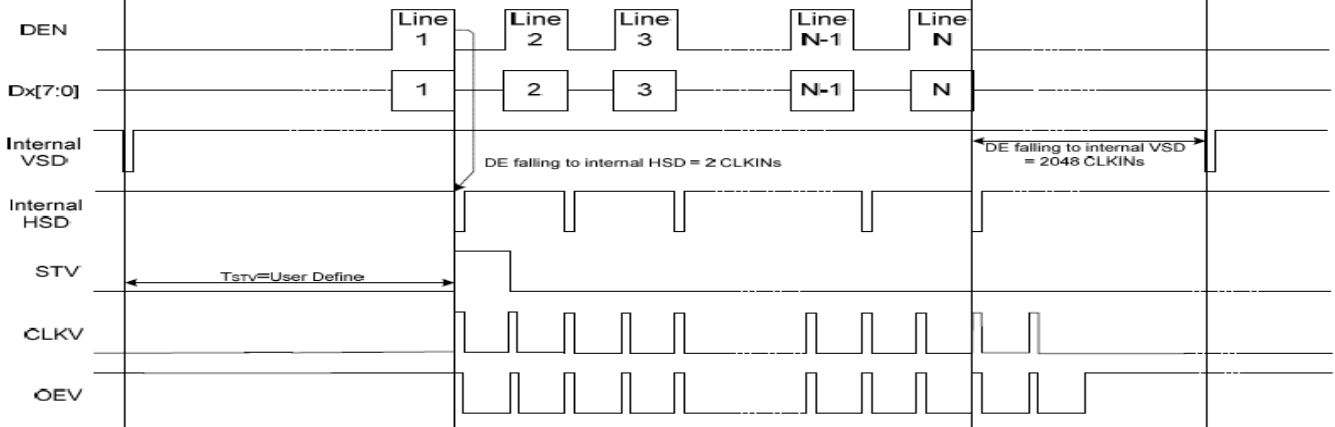 DEN
Line
1
Line
2
Line
3
Line
N-1
Line
N
Dx[7:0]
1
2
3
N-1
N
Internal
VSD
DE falling to internal HSD = 2 CLKINs
DE falling to internal VSD
= 2048 CLKINs
Internal
HSD
STV
TSTV=User Define
CLKV
OEV